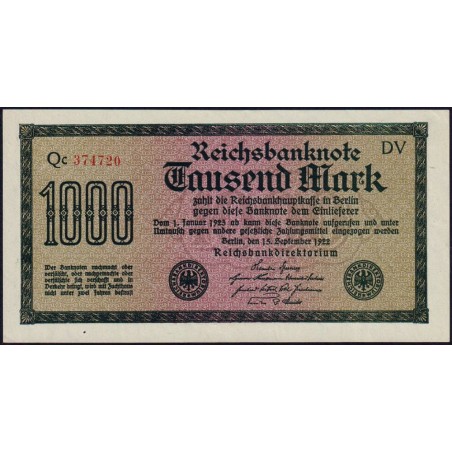 Qc 374720
Reichsbanknote
DV
1000
Tausend Mark
zahlt die Reichsbankhauptkasse in Berlin
gegen diese Banknote dem Einlieferer
Vom 1. Januar 1923 ab kann diese Banknote aufgerufen und unter
Umtausch gegen andere gesetzliche Zahlungsmittel eingezogen werden
Berlin, den 15. September 1922
Reichsbankdirektorium
Wer Banknoten nachmacht oder
verfälscht, oder nachgemachte oder
verfälschte sich verschafft und in
Verkehr bringt, wird mit Zuchthaus
nicht unter zwei Jahren bestraft